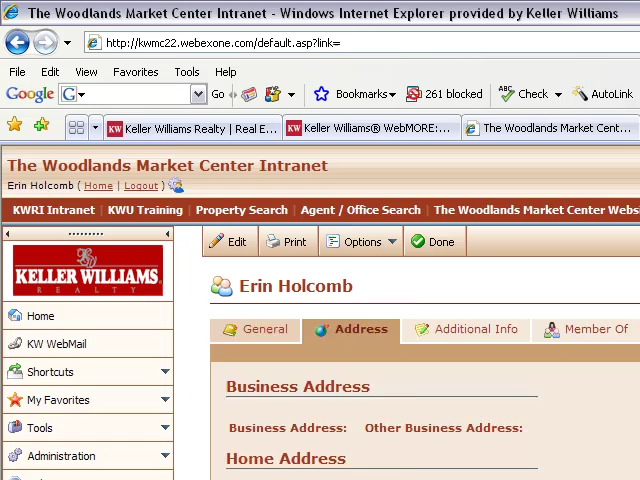 The Woodlands Market Center Intranet - Windows Internet Explorer provided by Keller Williams
http://kwmc22.webexone.com/default.asp?link=
File Edit View Favorites Tools Help
Google G Go Bookmarks 261 blocked ABC Check AutoLink
KW Keller Williams Realty | Real E... KW Keller Williams® WebMORE:... The Woodlands Market Cent...
The Woodlands Market Center Intranet
Erin Holcomb ( Home | Logout )
KWRI Intranet | KWU Training | Property Search | Agent / Office Search | The Woodlands Market Center Webs
Edit Print Options Done
KW
KELLER WILLIAMS
REALTY
Erin Holcomb
Home
General Address Additional Info Member Of
KW WebMail
Shortcuts
My Favorites
Tools
Administration
Business Address
Business Address: Other Business Address:
Home Address